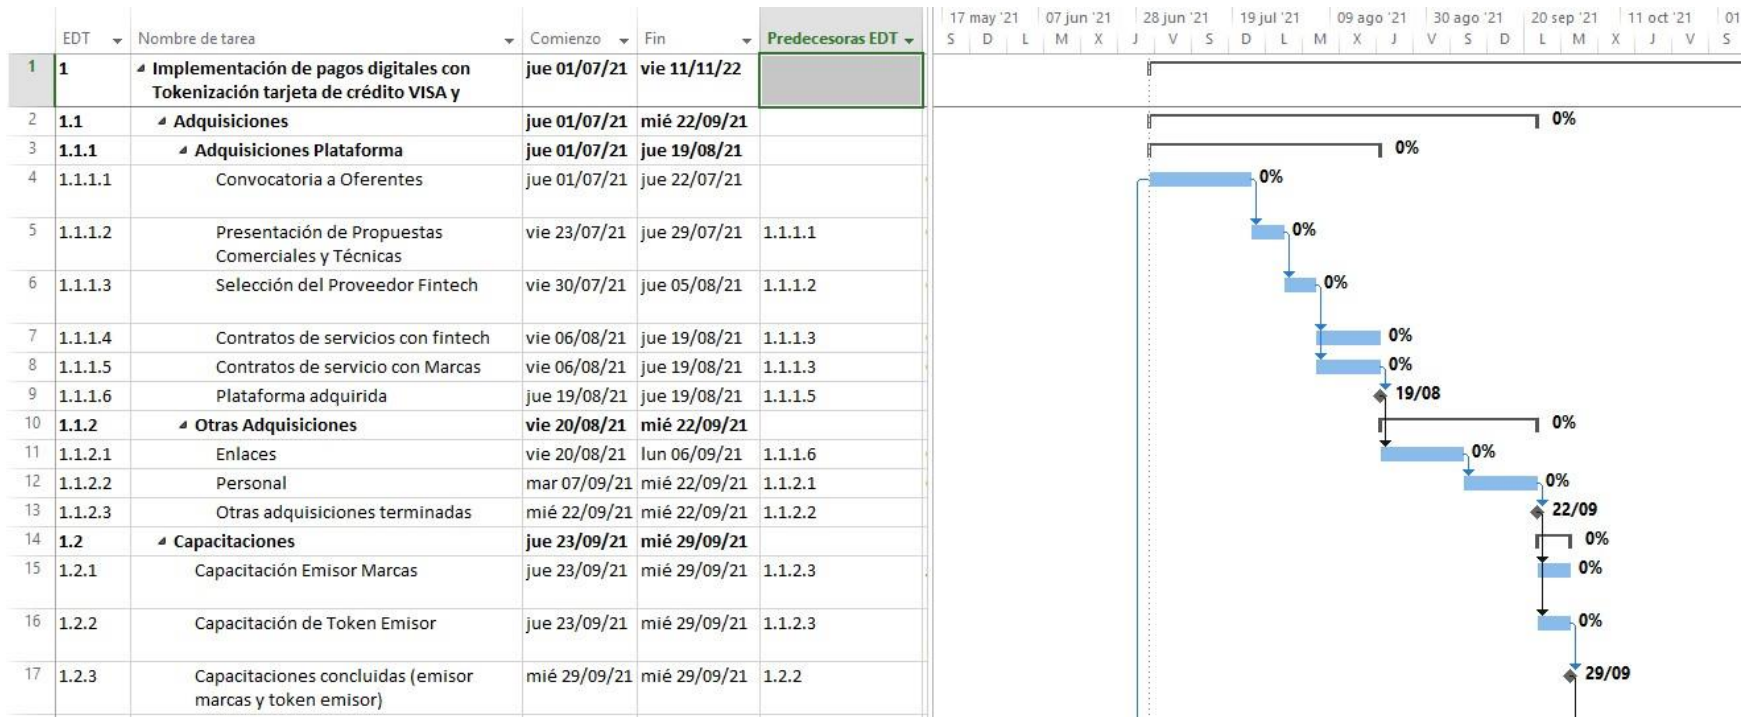 17 may '21 07 jun '21 28 jun '21 19 jul '21 09 ago '21 30 ago '21 20 sep '21 11 oct '21 01
EDT Nombre de tarea Comienzo Fin Predecesoras EDT S D L M X J V S D L M X J V S D L M X J V S
1 1 Implementación de pagos digitales con jue 01/07/21 vie 11/11/22
Tokenización tarjeta de crédito VISA y
2 1.1 Adquisiciones jue 01/07/21 mié 22/09/21 0%
3 1.1.1 Adquisiciones Plataforma jue 01/07/21 jue 19/08/21 0%
4 1.1.1.1 Convocatoria a Oferentes jue 01/07/21 jue 22/07/21 0%
5 1.1.1.2 Presentación de Propuestas vie 23/07/21 jue 29/07/21 1.1.1.1 0%
Comerciales y Técnicas
6 1.1.1.3 Selección del Proveedor Fintech vie 30/07/21 jue 05/08/21 1.1.1.2 0%
7 1.1.1.4 Contratos de servicios con fintech vie 06/08/21 jue 19/08/21 1.1.1.3 0%
8 1.1.1.5 Contratos de servicio con Marcas vie 06/08/21 jue 19/08/21 1.1.1.3 0%
9 1.1.1.6 Plataforma adquirida jue 19/08/21 jue 19/08/21 1.1.1.5 19/08
10 1.1.2 Otras Adquisiciones vie 20/08/21 mié 22/09/21 0%
11 1.1.2.1 Enlaces vie 20/08/21 lun 06/09/21 1.1.1.6 0%
12 1.1.2.2 Personal mar 07/09/21 mié 22/09/21 1.1.2.1 0%
13 1.1.2.3 Otras adquisiciones terminadas mié 22/09/21 mié 22/09/21 1.1.2.2 22/09
14 1.2 Capacitaciones jue 23/09/21 mié 29/09/21 0%
15 1.2.1 Capacitación Emisor Marcas jue 23/09/21 mié 29/09/21 1.1.2.3 0%
16 1.2.2 Capacitación de Token Emisor jue 23/09/21 mié 29/09/21 1.1.2.3 0%
17 1.2.3 Capacitaciones concluidas (emisor mié 29/09/21 mié 29/09/21 1.2.2 29/09
marcas y token emisor)